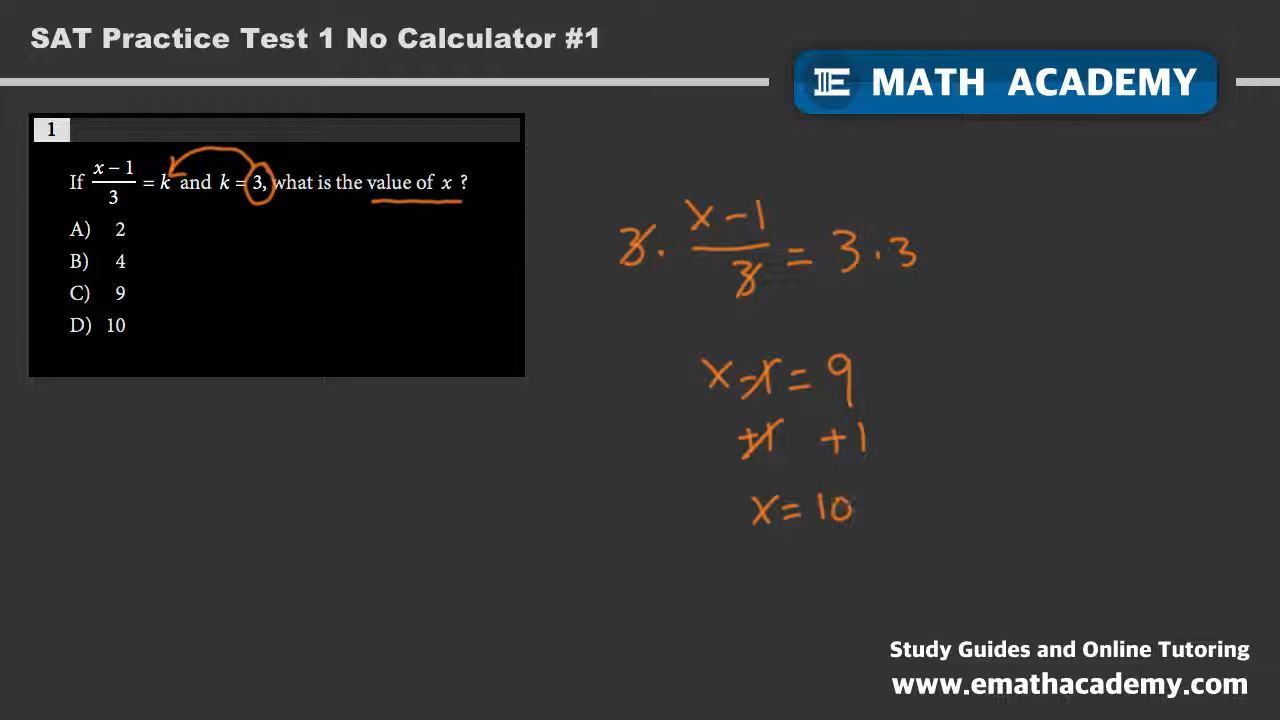 SAT Practice Test 1 No Calculator #1
E MATH ACADEMY
1
If (x – 1)/3 = k and k = 3, what is the value of x ?
A) 2
B) 4
C) 9
D) 10
3 · (x – 1)/3 = 3 · 3
x – 1 = 9
+1 +1
x = 10
Study Guides and Online Tutoring
www.emathacademy.com